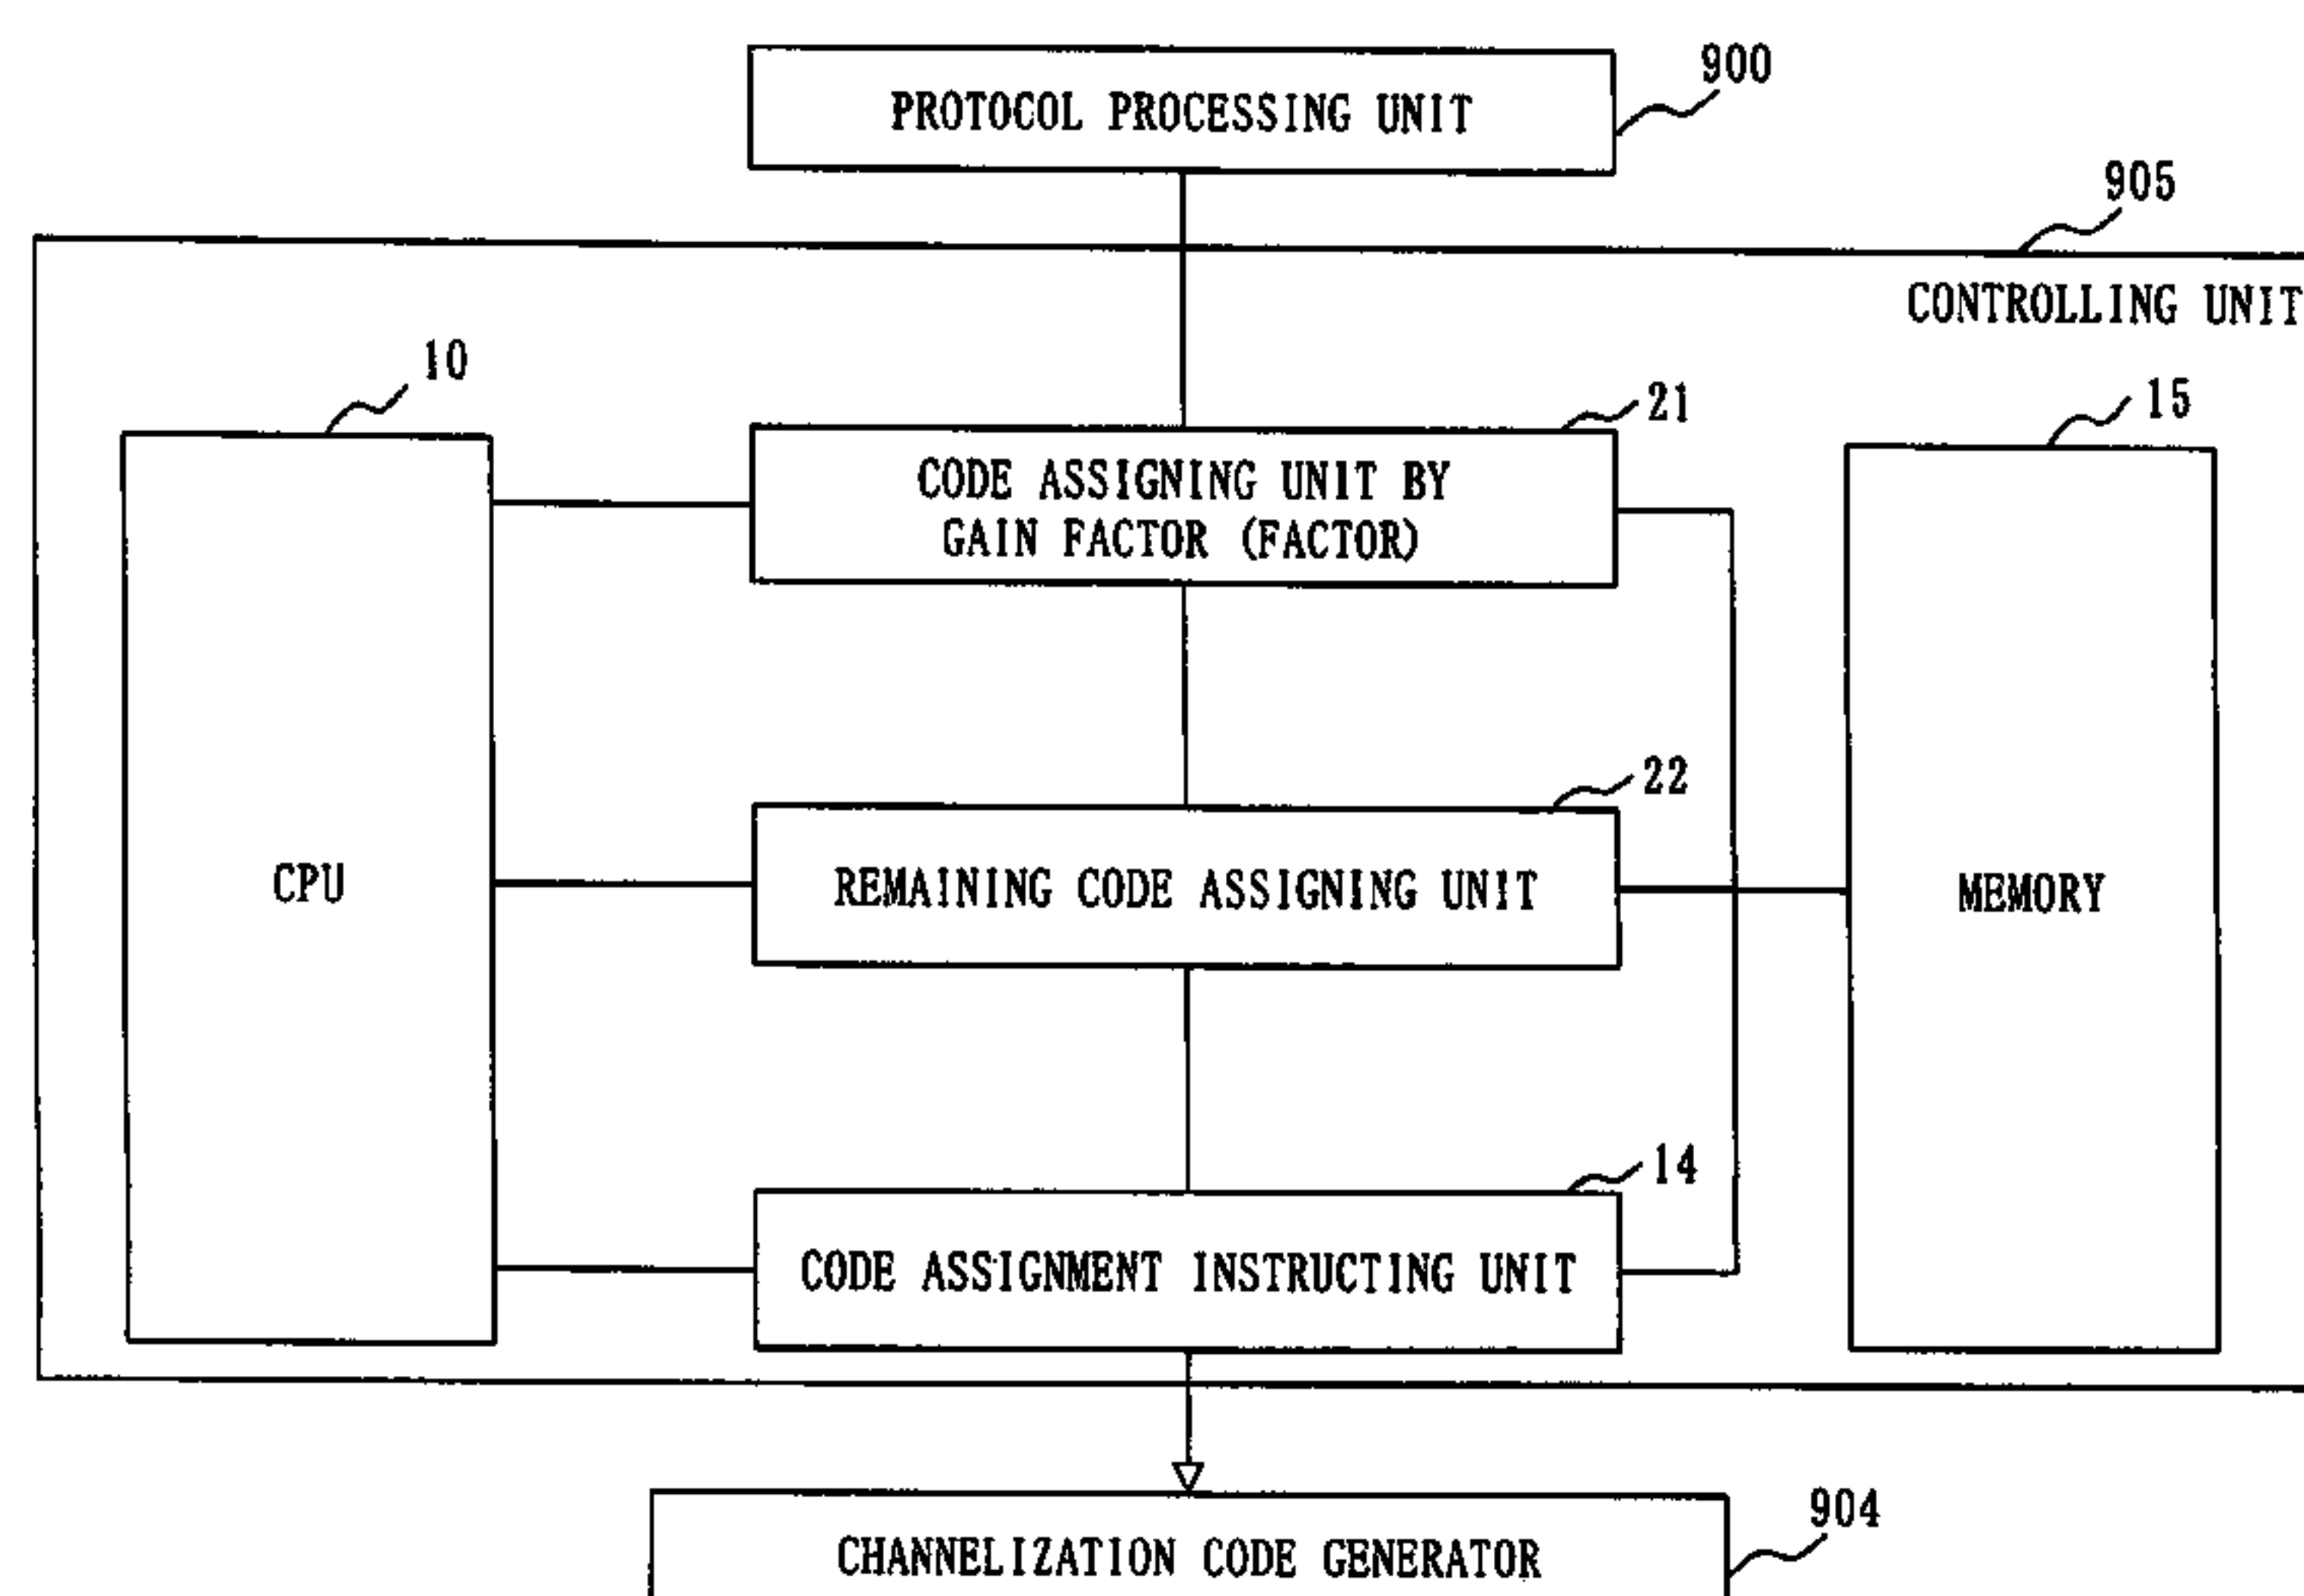 900
PROTOCOL PROCESSING UNIT
905
CONTROLLING UNIT
10
21
15
CODE ASSIGNING UNIT BY
GAIN FACTOR (FACTOR)
22
CPU
REMAINING CODE ASSIGNING UNIT
MEMORY
14
CODE ASSIGNMENT INSTRUCTING UNIT
904
CHANNELIZATION CODE GENERATOR